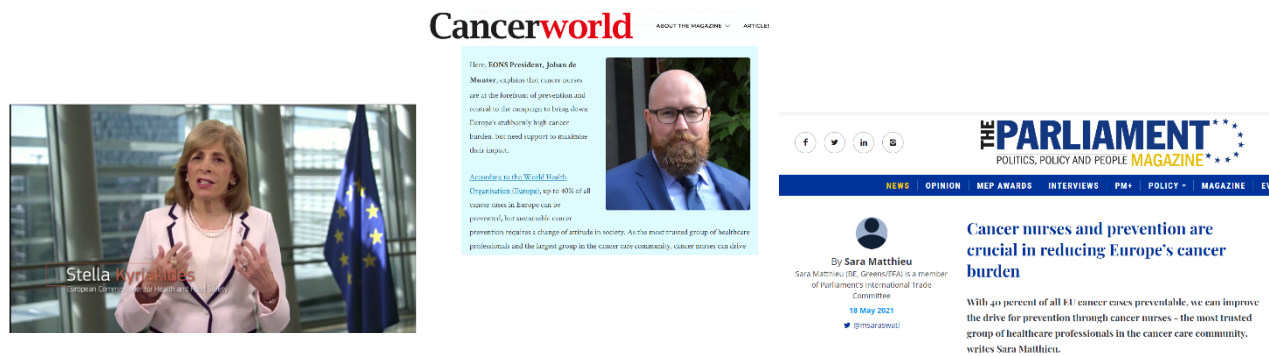 Stella Kyriakides
European Commissioner for Health and Food Safety
Cancerworld
ABOUT THE MAGAZINE
ARTICLES
Here, EONS President, Johan de
Munter, explains that cancer nurses
are at the forefront of prevention and
central to the campaign to bring down
Europe's stubbornly high cancer
burden, but need support to maximise
their impact.
According to the World Health
Organisation (Europe), up to 40% of all
cancer cases in Europe can be
prevented, but sustainable cancer
prevention requires a change of attitude in society. As the most trusted group of healthcare
professionals and the largest group in the cancer care community, cancer nurses can drive
THE PARLIAMENT
POLITICS, POLICY AND PEOPLE MAGAZINE
NEWS OPINION MEP AWARDS INTERVIEWS PM+ POLICY MAGAZINE EV
By Sara Matthieu
Sara Matthieu (BE, Greens/EFA) is a member
of Parliament's International Trade
Committee
18 May 2021
@msaraswati
Cancer nurses and prevention are
crucial in reducing Europe's cancer
burden
With 40 percent of all EU cancer cases preventable, we can improve
the drive for prevention through cancer nurses - the most trusted
group of healthcare professionals in the cancer care community,
writes Sara Matthieu.